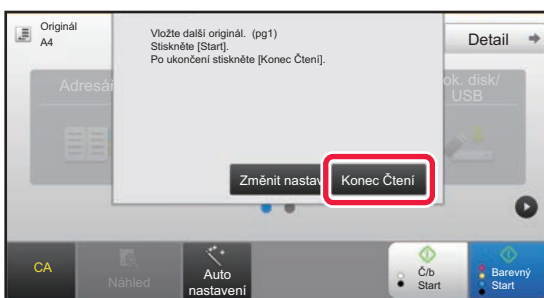 Originál
A4
Vložte další originál. (pg1)
Stiskněte [Start].
Po ukončení stiskněte [Konec Čtení].
Detail
Adresá
ok. disk/
USB
Změnit nastav
Konec Čtení
CA
Náhled
Auto
nastavení
Č/b
Start
Barevný
Start